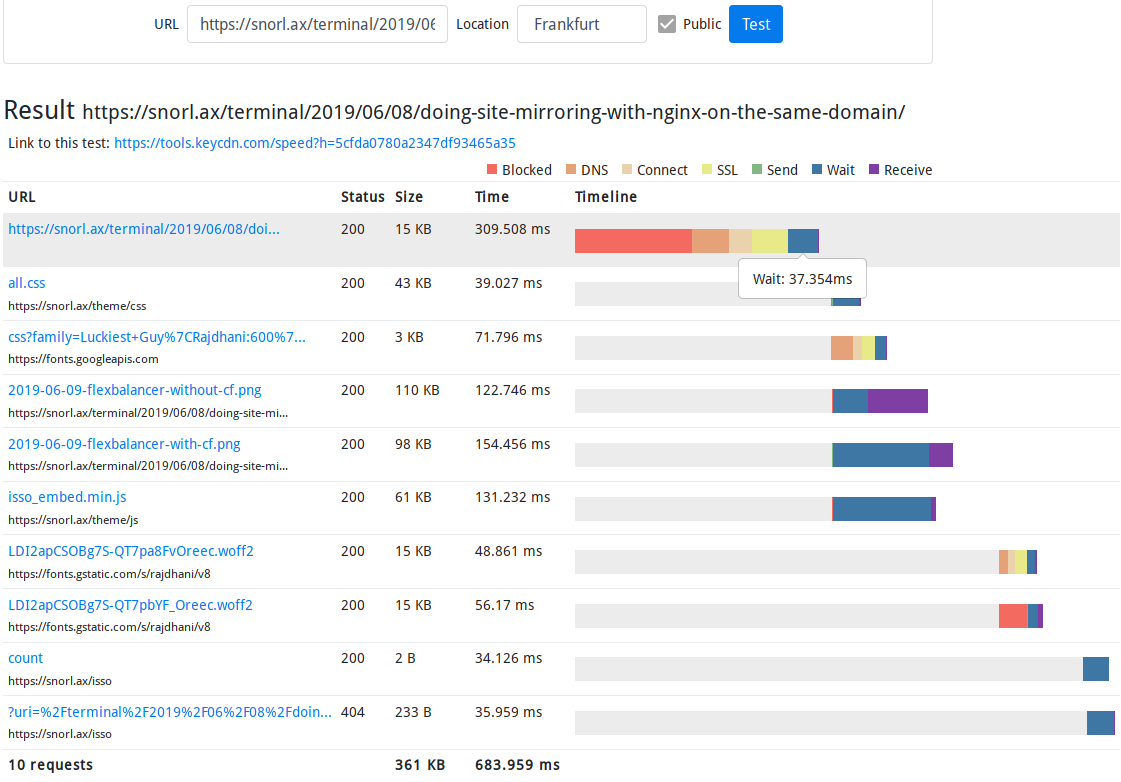 URL https://snorl.ax/terminal/2019/06 Location Frankfurt Public Test
Result https://snorl.ax/terminal/2019/06/08/doing-site-mirroring-with-nginx-on-the-same-domain/
Link to this test: https://tools.keycdn.com/speed?h=5cfda0780a2347df93465a35
Blocked DNS Connect SSL Send Wait Receive
URL Status Size Time Timeline
https://snorl.ax/terminal/2019/06/08/doi... 200 15 KB 309.508 ms
Wait: 37.354ms
all.css 200 43 KB 39.027 ms
https://snorl.ax/theme/css
css?family=Luckiest+Guy%7CRajdhani:600%7... 200 3 KB 71.796 ms
https://fonts.googleapis.com
2019-06-09-flexbalancer-without-cf.png 200 110 KB 122.746 ms
https://snorl.ax/terminal/2019/06/08/doing-site-mi...
2019-06-09-flexbalancer-with-cf.png 200 98 KB 154.456 ms
https://snorl.ax/terminal/2019/06/08/doing-site-mi...
isso_embed.min.js 200 61 KB 131.232 ms
https://snorl.ax/theme/js
LDI2apCSOBg7S-QT7pa8FvOreec.woff2 200 15 KB 48.861 ms
https://fonts.gstatic.com/s/rajdhani/v8
LDI2apCSOBg7S-QT7pbYF_Oreec.woff2 200 15 KB 56.17 ms
https://fonts.gstatic.com/s/rajdhani/v8
count 200 2 B 34.126 ms
https://snorl.ax/isso
?uri=%2Fterminal%2F2019%2F06%2F08%2Fdoin... 404 233 B 35.959 ms
https://snorl.ax/isso
10 requests 361 KB 683.959 ms